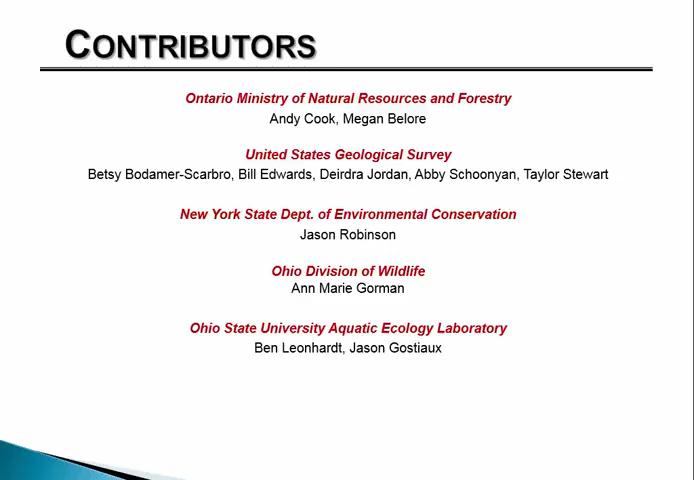 CONTRIBUTORS
Ontario Ministry of Natural Resources and Forestry
Andy Cook, Megan Belore
United States Geological Survey
Betsy Bodamer-Scarbro, Bill Edwards, Deirdra Jordan, Abby Schoonyan, Taylor Stewart
New York State Dept. of Environmental Conservation
Jason Robinson
Ohio Division of Wildlife
Ann Marie Gorman
Ohio State University Aquatic Ecology Laboratory
Ben Leonhardt, Jason Gostiaux